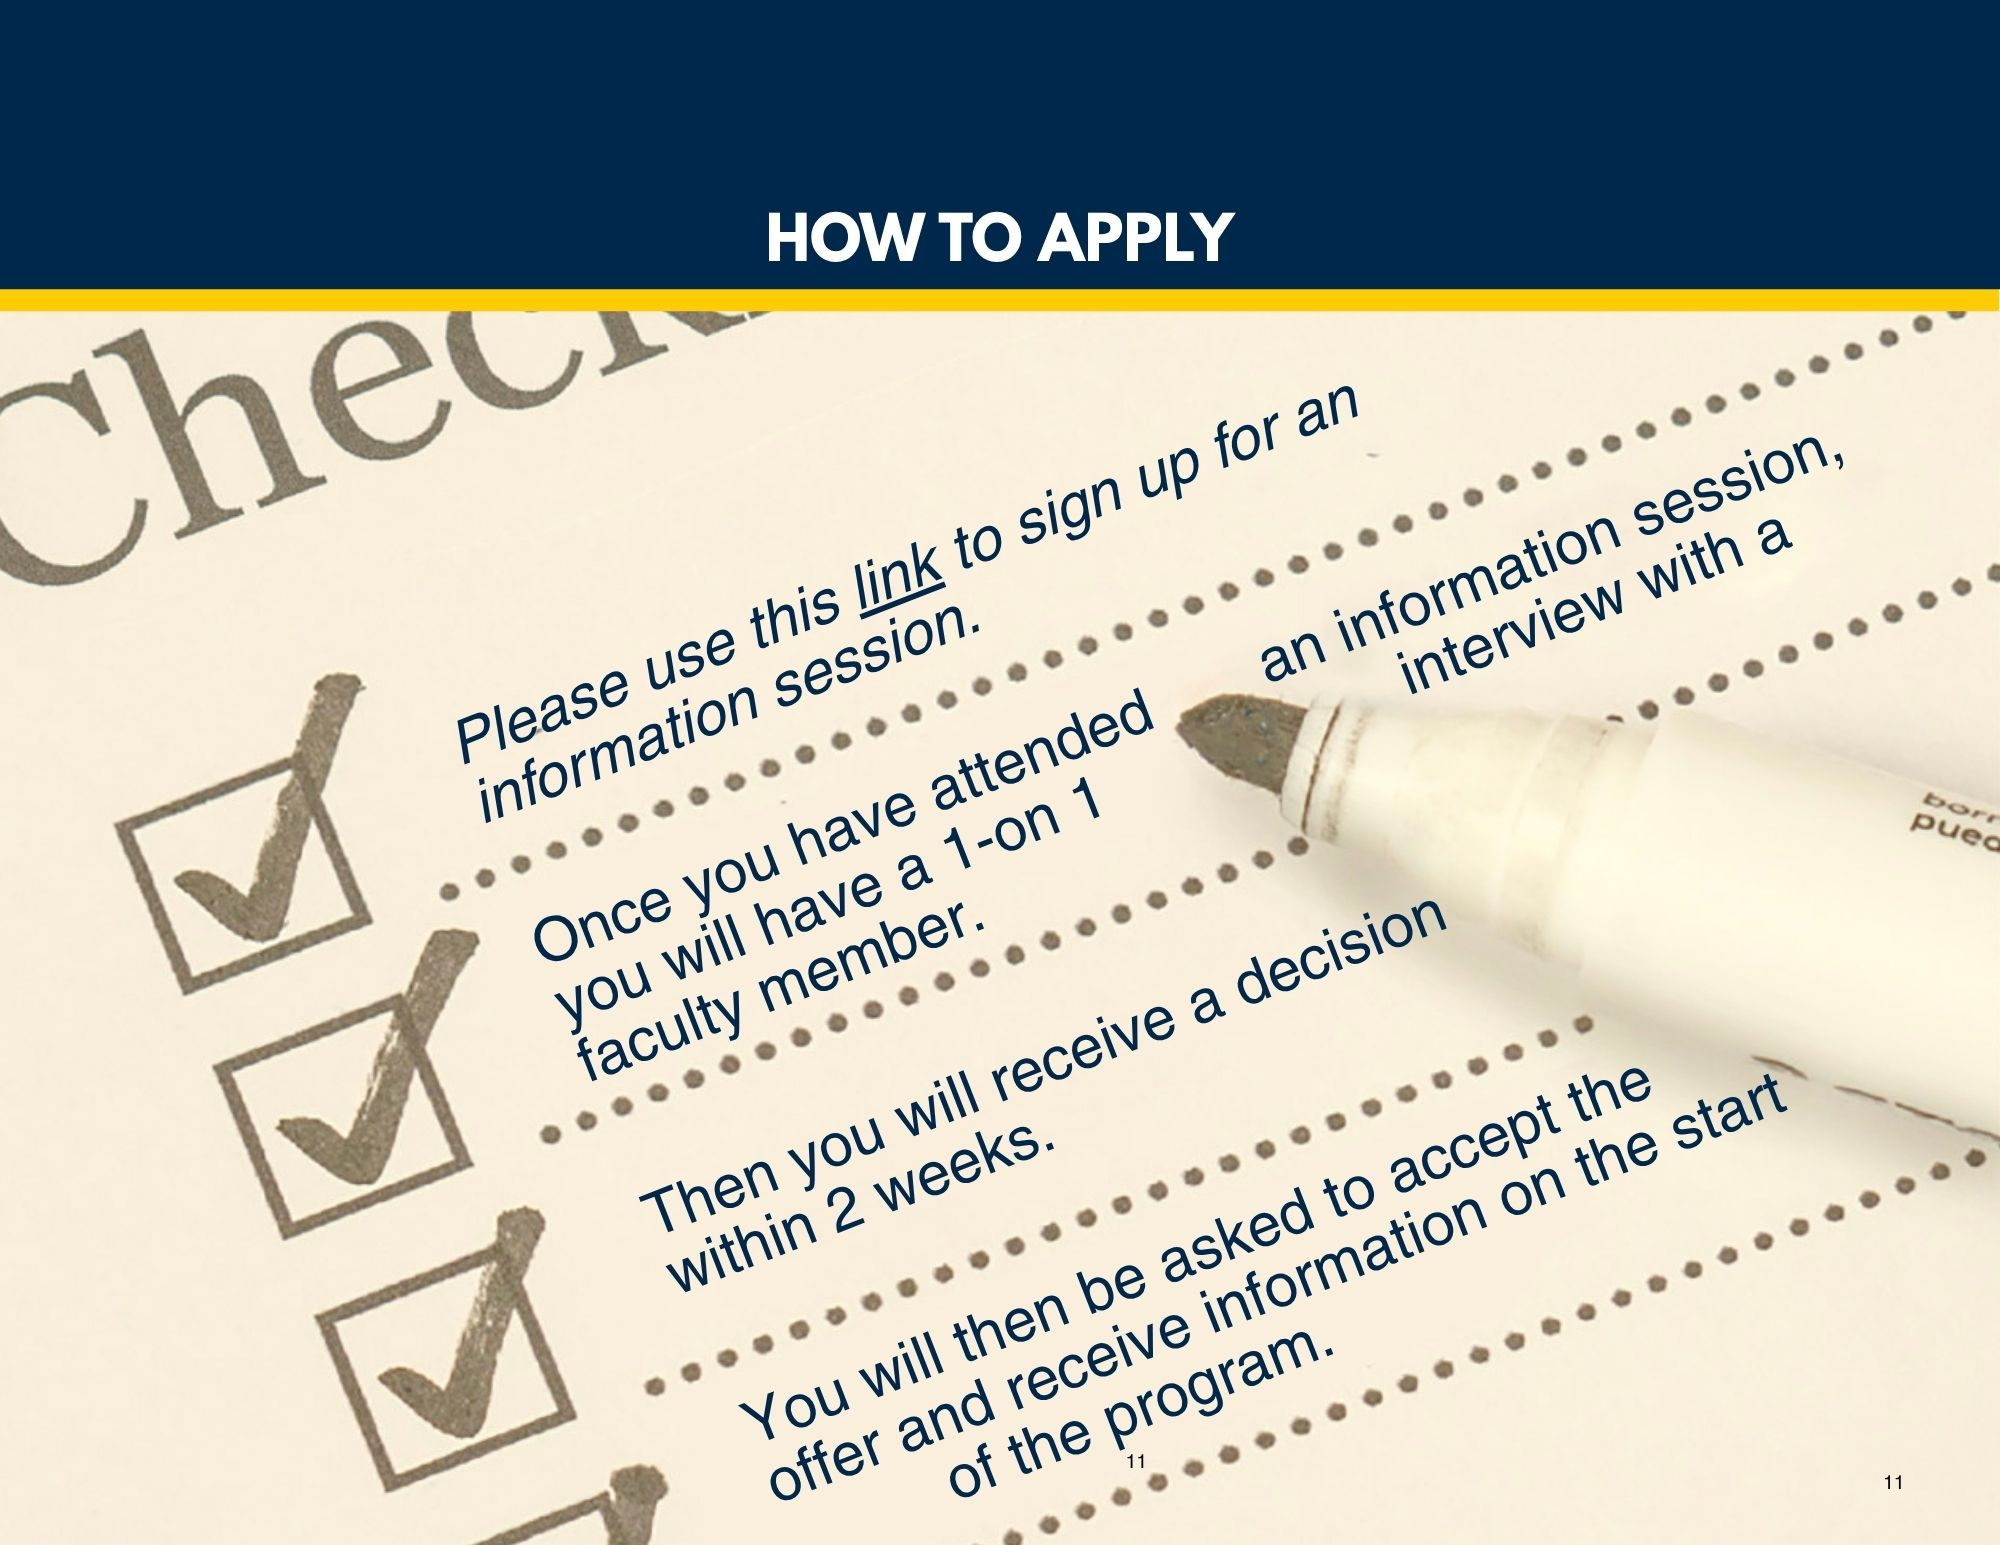 HOW TO APPLY
Check
Please use this link to sign up for an
information session.
Once you have attended an information session,
you will have a 1-on 1 interview with a
faculty member.
Then you will receive a decision
within 2 weeks.
You will then be asked to accept the
offer and receive information on the start
of the program.
11
11